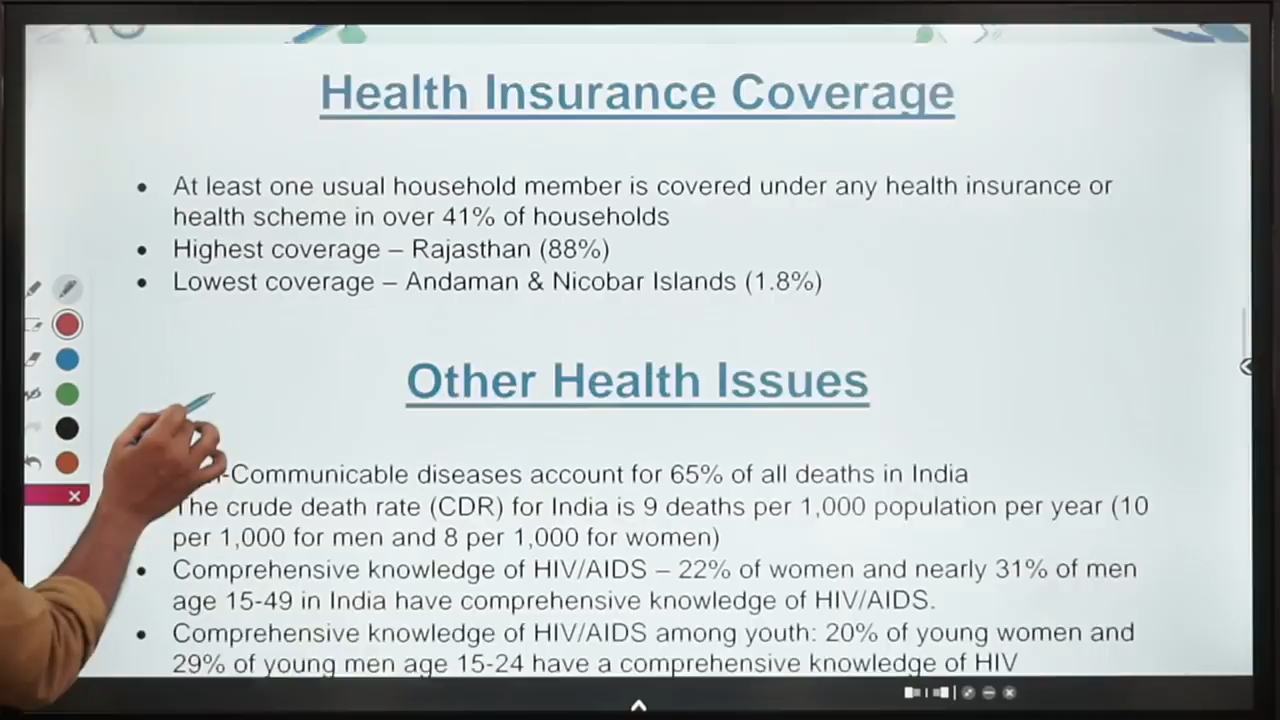 Health Insurance Coverage
• At least one usual household member is covered under any health insurance or
health scheme in over 41% of households
• Highest coverage – Rajasthan (88%)
• Lowest coverage – Andaman & Nicobar Islands (1.8%)
Other Health Issues
-Communicable diseases account for 65% of all deaths in India
The crude death rate (CDR) for India is 9 deaths per 1,000 population per year (10
per 1,000 for men and 8 per 1,000 for women)
• Comprehensive knowledge of HIV/AIDS – 22% of women and nearly 31% of men
age 15-49 in India have comprehensive knowledge of HIV/AIDS.
• Comprehensive knowledge of HIV/AIDS among youth: 20% of young women and
29% of young men age 15-24 have a comprehensive knowledge of HIV